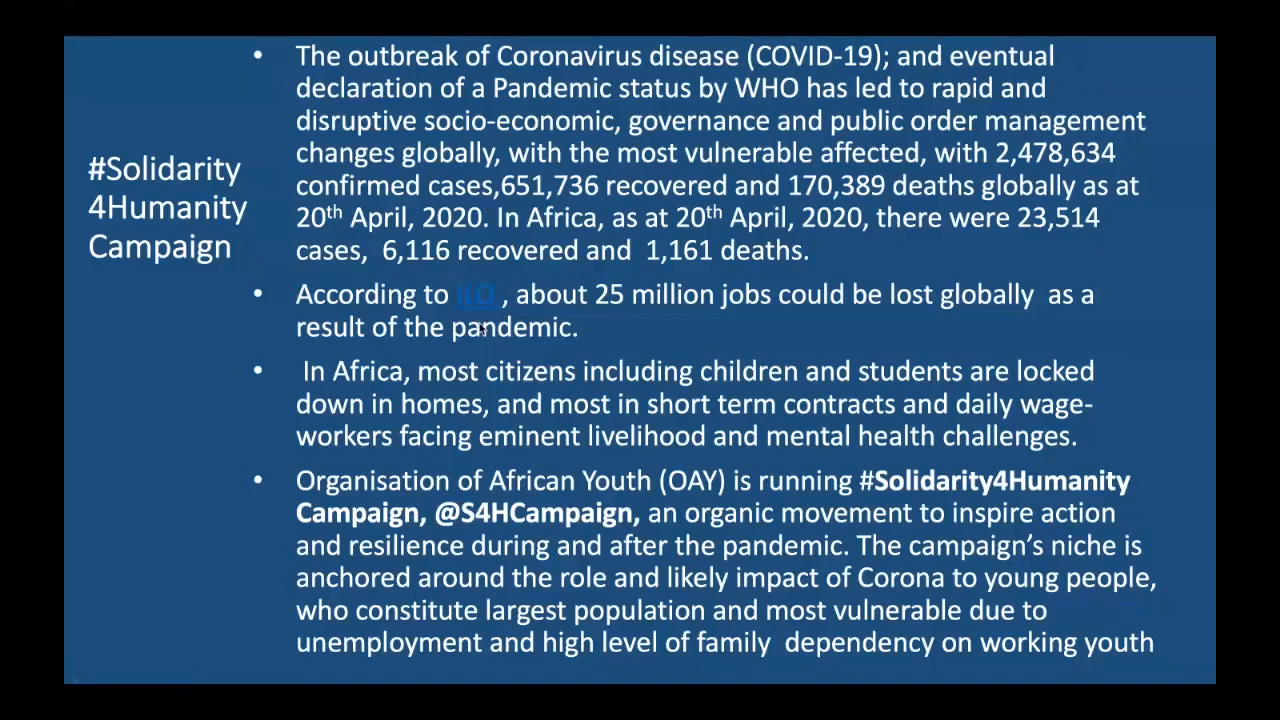 #Solidarity
4Humanity
Campaign
• The outbreak of Coronavirus disease (COVID-19); and eventual
declaration of a Pandemic status by WHO has led to rapid and
disruptive socio-economic, governance and public order management
changes globally, with the most vulnerable affected, with 2,478,634
confirmed cases,651,736 recovered and 170,389 deaths globally as at
20th April, 2020. In Africa, as at 20th April, 2020, there were 23,514
cases,  6,116 recovered and  1,161 deaths.
• According to ILO , about 25 million jobs could be lost globally  as a
result of the pandemic.
• In Africa, most citizens including children and students are locked
down in homes, and most in short term contracts and daily wage-
workers facing eminent livelihood and mental health challenges.
• Organisation of African Youth (OAY) is running #Solidarity4Humanity
Campaign, @S4HCampaign, an organic movement to inspire action
and resilience during and after the pandemic. The campaign's niche is
anchored around the role and likely impact of Corona to young people,
who constitute largest population and most vulnerable due to
unemployment and high level of family  dependency on working youth